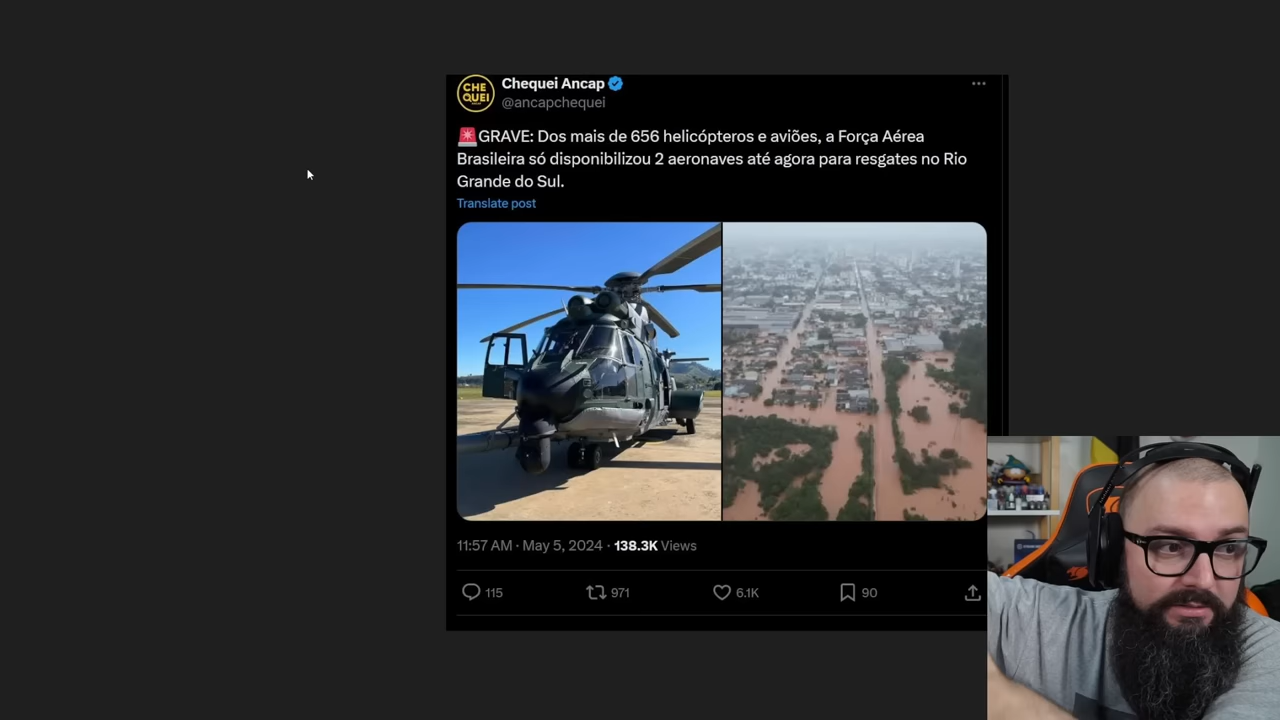 CHE
QUEI
Chequei Ancap
@ancapchequei
🚨GRAVE: Dos mais de 656 helicópteros e aviões, a Força Aérea
Brasileira só disponibilizou 2 aeronaves até agora para resgates no Rio
Grande do Sul.
Translate post
11:57 AM · May 5, 2024 · 138.3K Views
115 971 6.1K 90